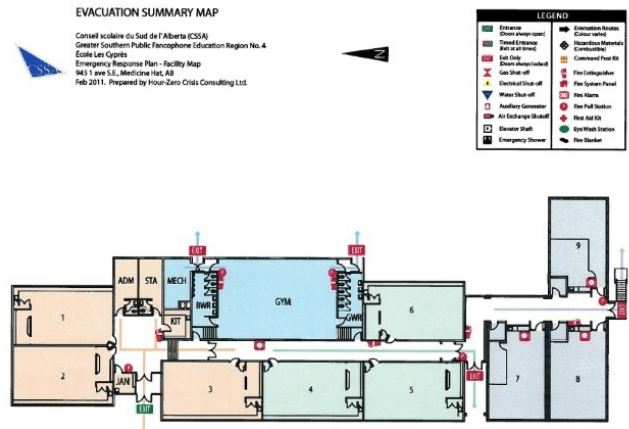 EVACUATION SUMMARY MAP
Conseil scolaire du Sud de l'Alberta (CSSA)
Greater Southern Public Fancophone Education Region No. 4
École Les Cyprès
Emergency Response Plan - Facility Map
945 1 ave S.E., Medicine Hat, AB
Feb 2011. Prepared by Hour-Zero Crisis Consulting Ltd.
CSSA
LEGEND
Entrance
(Doors always open)
Timed Entrance
(Exit at all times)
Exit Only
(Doors always locked)
Gas Shut-off
Electrical Shut-off
Water Shut-off
Auxiliary Generator
Air Exchange Shutoff
Elevator Shaft
Emergency Shower
Evacuation Routes
(Colour varies)
Hazardous Materials
(Combustible)
Command Post Kit
Fire Extinguisher
Fire System Panel
Fire Alarm
Fire Pull Station
First Aid Kit
Eye Wash Station
Fire Blanket
9
EXIT
EXIT
ADM
STA
MECH
BWR
GYM
GWR
KIT
1
6
EXIT
2
JANI
3
4
5
EXIT
7
8
EXIT